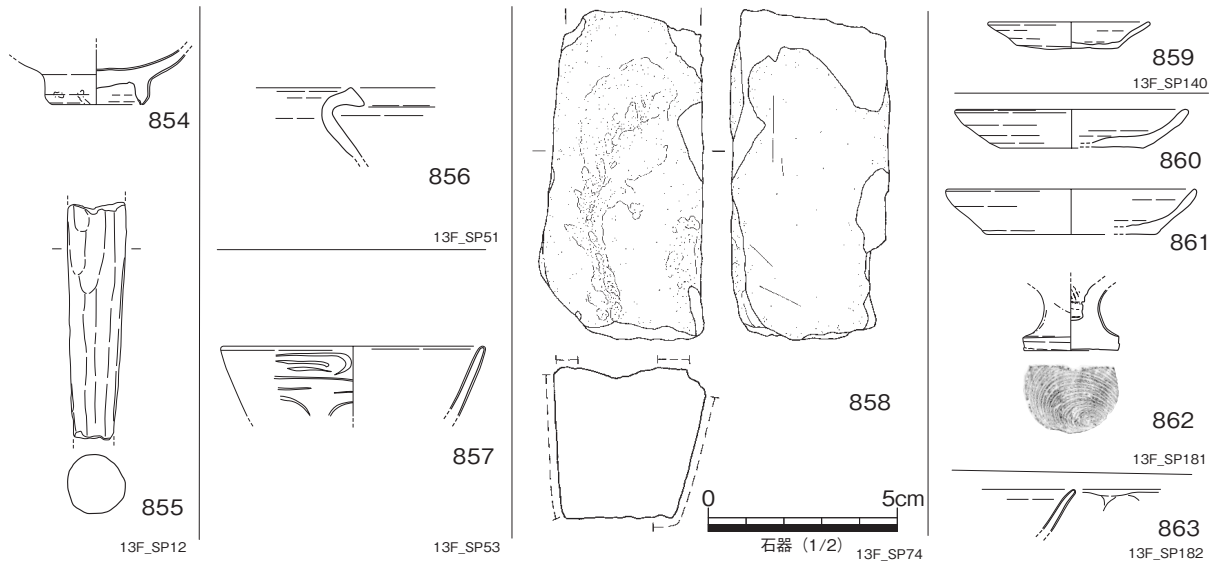 854
855
13F_SP12
856
13F_SP51
857
13F_SP53
858
0 5cm
石器（1/2）
13F_SP74
859
13F_SP140
860
861
862
13F_SP181
863
13F_SP182